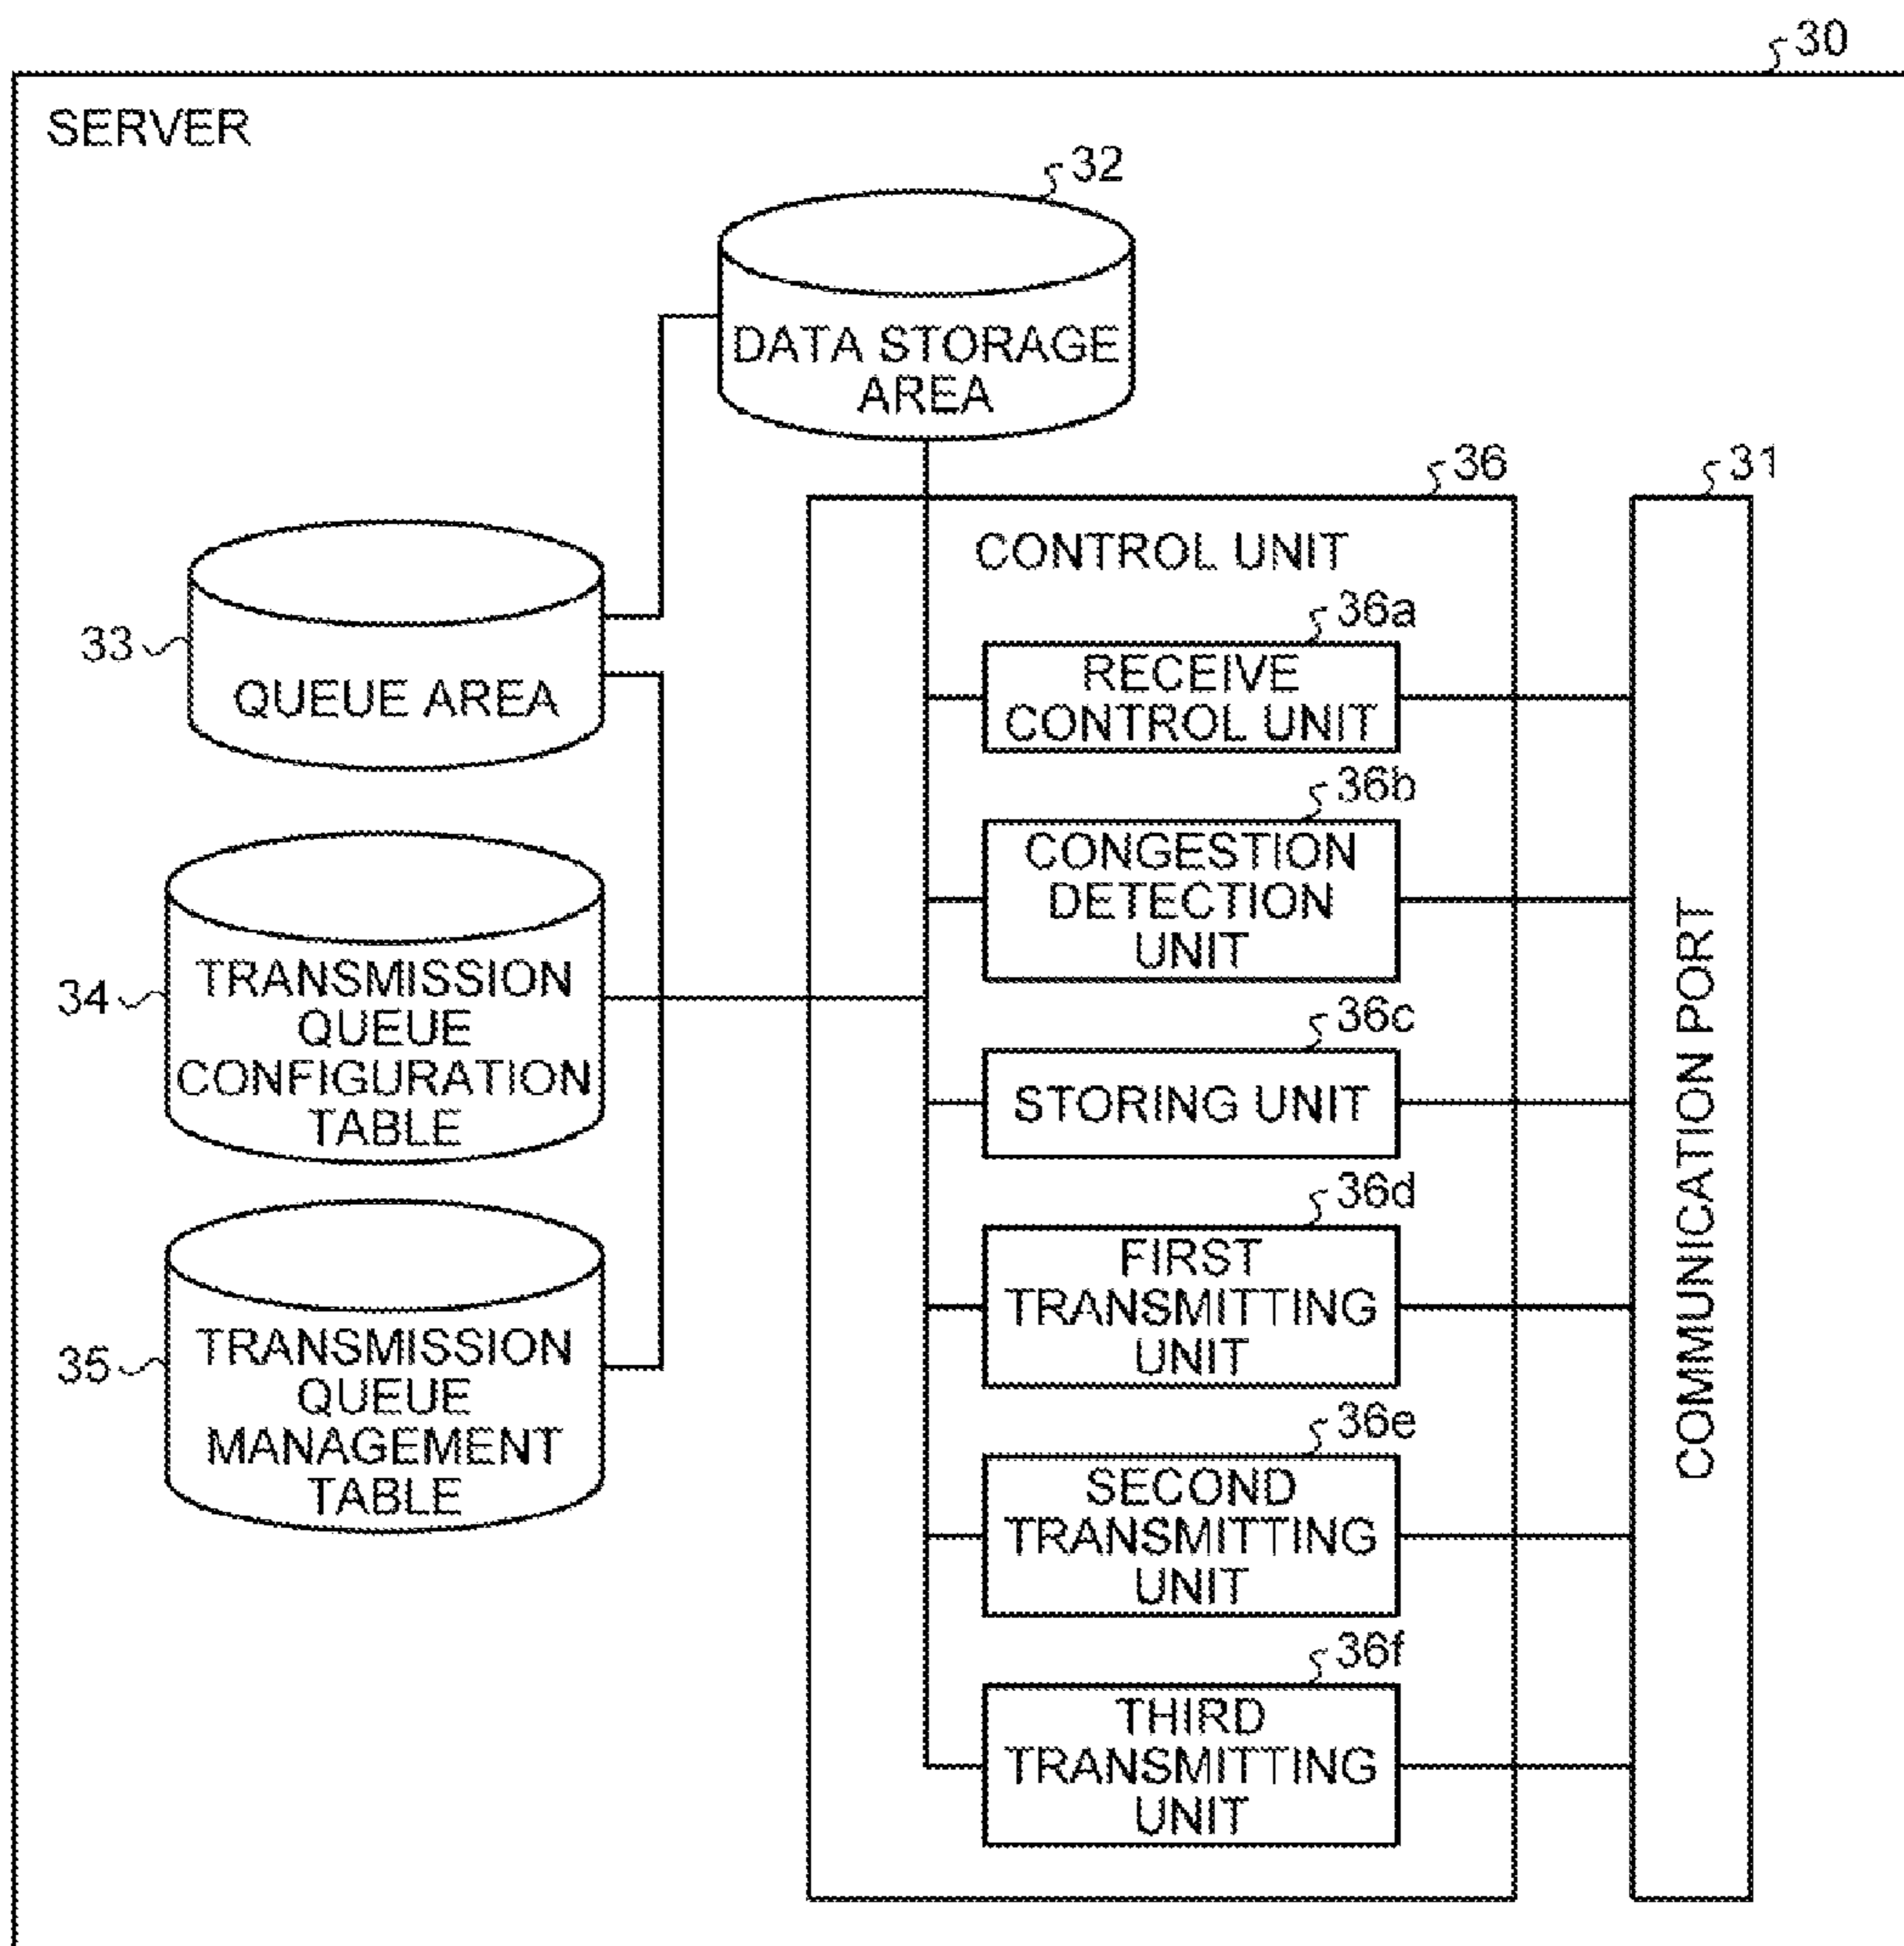 30
SERVER
32
DATA STORAGE
AREA
36
31
CONTROL UNIT
33
QUEUE AREA
36a
RECEIVE
CONTROL UNIT
36b
CONGESTION
DETECTION
UNIT
34
TRANSMISSION
QUEUE
CONFIGURATION
TABLE
36c
STORING UNIT
36d
FIRST
TRANSMITTING
UNIT
35
TRANSMISSION
QUEUE
MANAGEMENT
TABLE
36e
SECOND
TRANSMITTING
UNIT
36f
THIRD
TRANSMITTING
UNIT
COMMUNICATION PORT